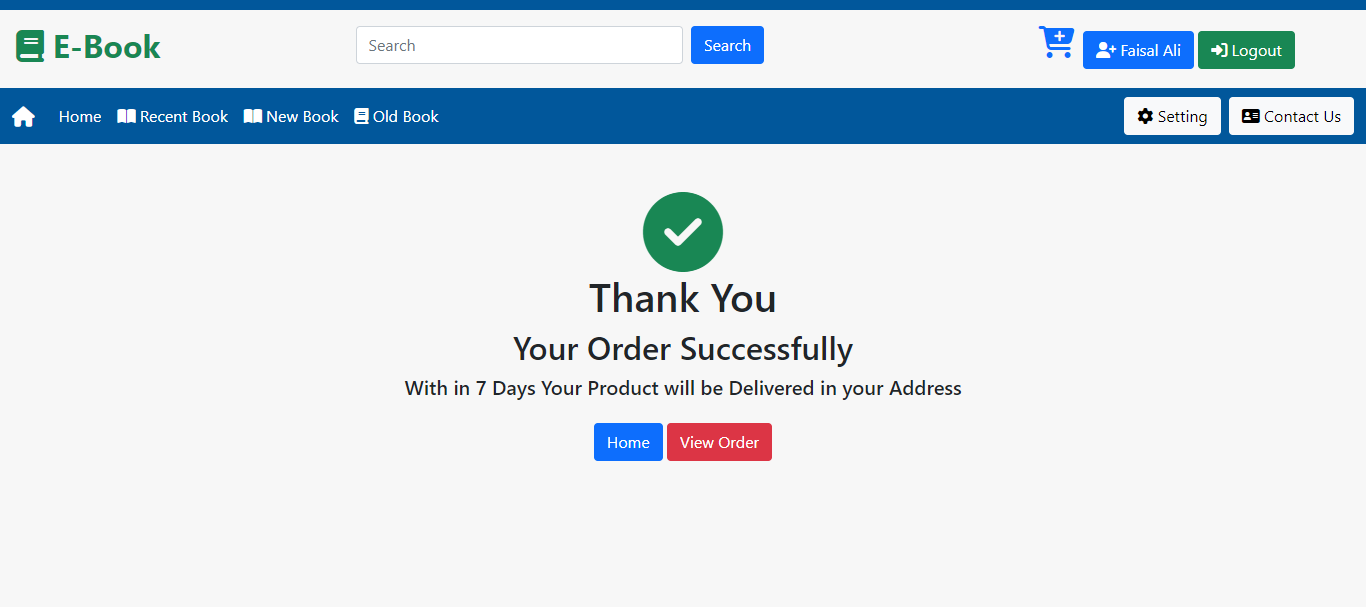 E-Book
Search
Search
Faisal Ali
Logout
Home
Recent Book
New Book
Old Book
Setting
Contact Us
Thank You
Your Order Successfully
With in 7 Days Your Product will be Delivered in your Address
Home
View Order